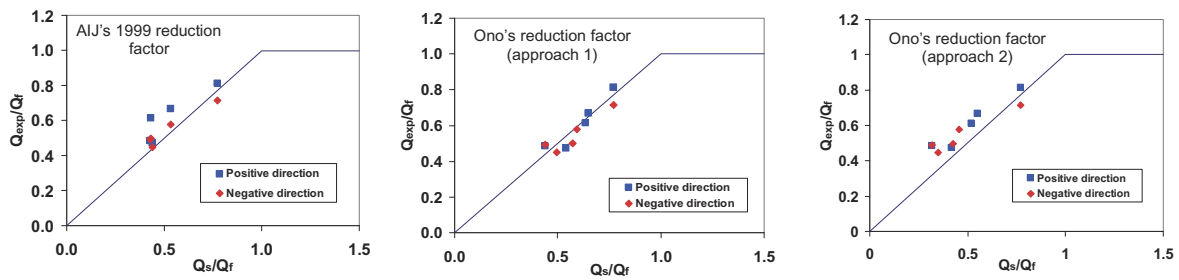 1.2
1.0
0.8
0.6
0.4
0.2
0.0
Qexp/Qf
AIJ's 1999 reduction
factor
Positive direction
Negative direction
0.0 0.5 1.0 1.5
Qs/Qf
1.2
1.0
0.8
0.6
0.4
0.2
0.0
Qexp/Qf
Ono's reduction factor
(approach 1)
Positive direction
Negative direction
0.0 0.5 1.0 1.5
Qs/Qf
1.2
1.0
0.8
0.6
0.4
0.2
0
Qexp/Qf
Ono's reduction factor
(approach 2)
Positive direction
Negative direction
0 0.5 1.0 1.5
Qs/Qf